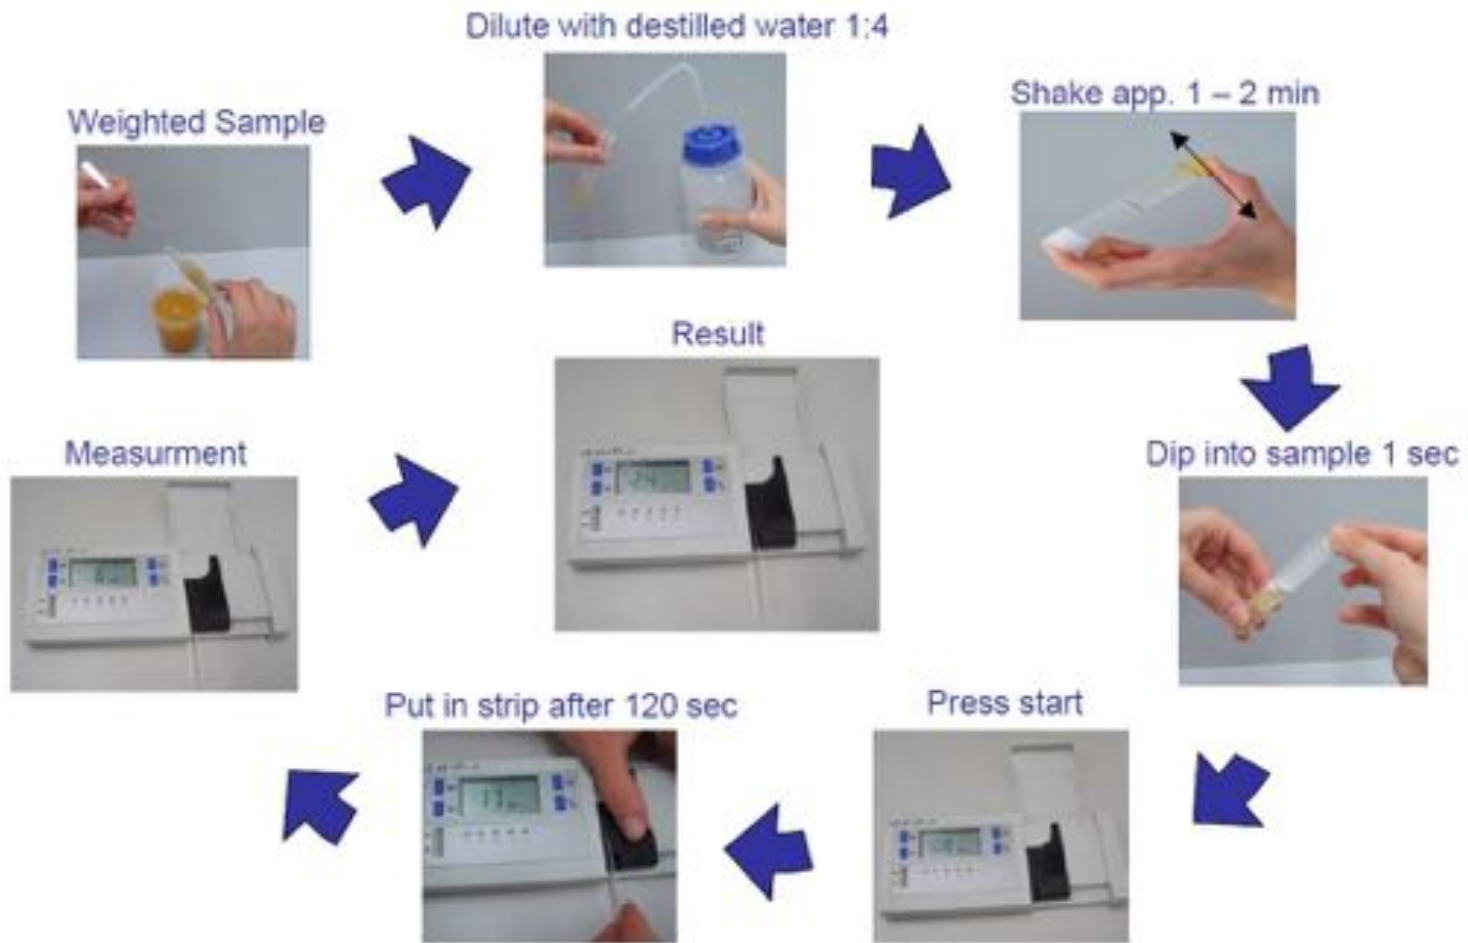 Weighted Sample
Dilute with destilled water 1:4
Shake app. 1 – 2 min
Dip into sample 1 sec
Press start
Put in strip after 120 sec
Measurment
Result